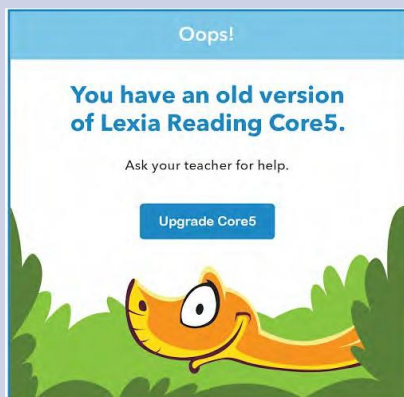 Oops!
You have an old version
of Lexia Reading Core5.
Ask your teacher for help.
Upgrade Core5